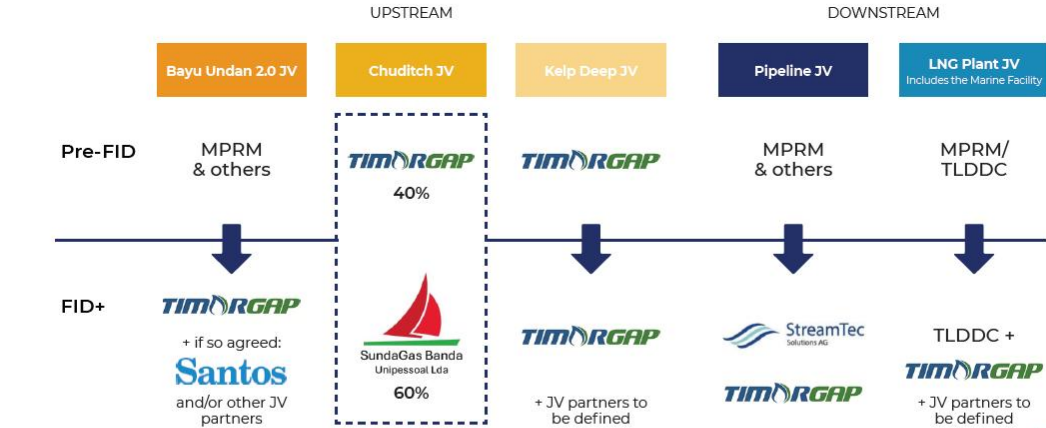 UPSTREAM
DOWNSTREAM
Bayu Undan 2.0 JV
Chuditch JV
Kelp Deep JV
Pipeline JV
LNG Plant JV
Includes the Marine Facility
Pre-FID
MPRM
& others
TIMORGAP
40%
TIMORGAP
MPRM
& others
MPRM/
TLDDC
FID+
TIMORGAP
+ if so agreed:
Santos
and/or other JV
partners
SundaGas Banda
Unipessoal Lda
60%
TIMORGAP
+ JV partners to
be defined
StreamTec
Solutions AG
TIMORGAP
TLDDC +
TIMORGAP
+ JV partners to
be defined